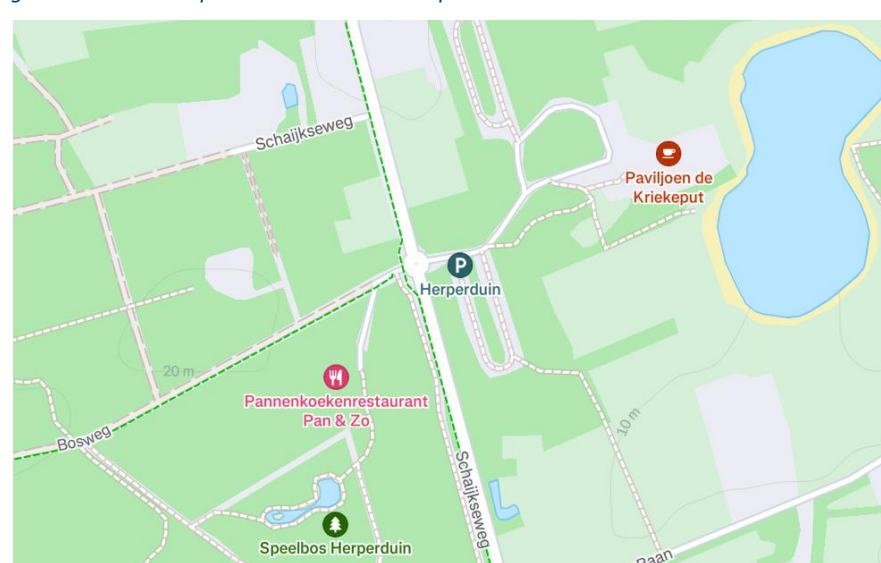 Schaijkseweg
Paviljoen de
Kriekeput
P
Herperduin
20 m
Pannenkoekenrestaurant
Pan & Zo
10 m
Bosweg
Schaijkseweg
Speelbos Herperduin
Baan